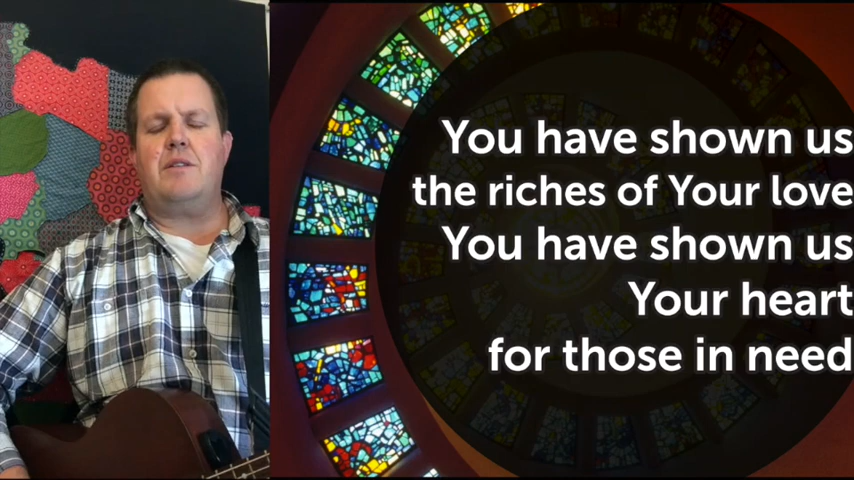 You have shown us
the riches of Your love
You have shown us
Your heart
for those in need